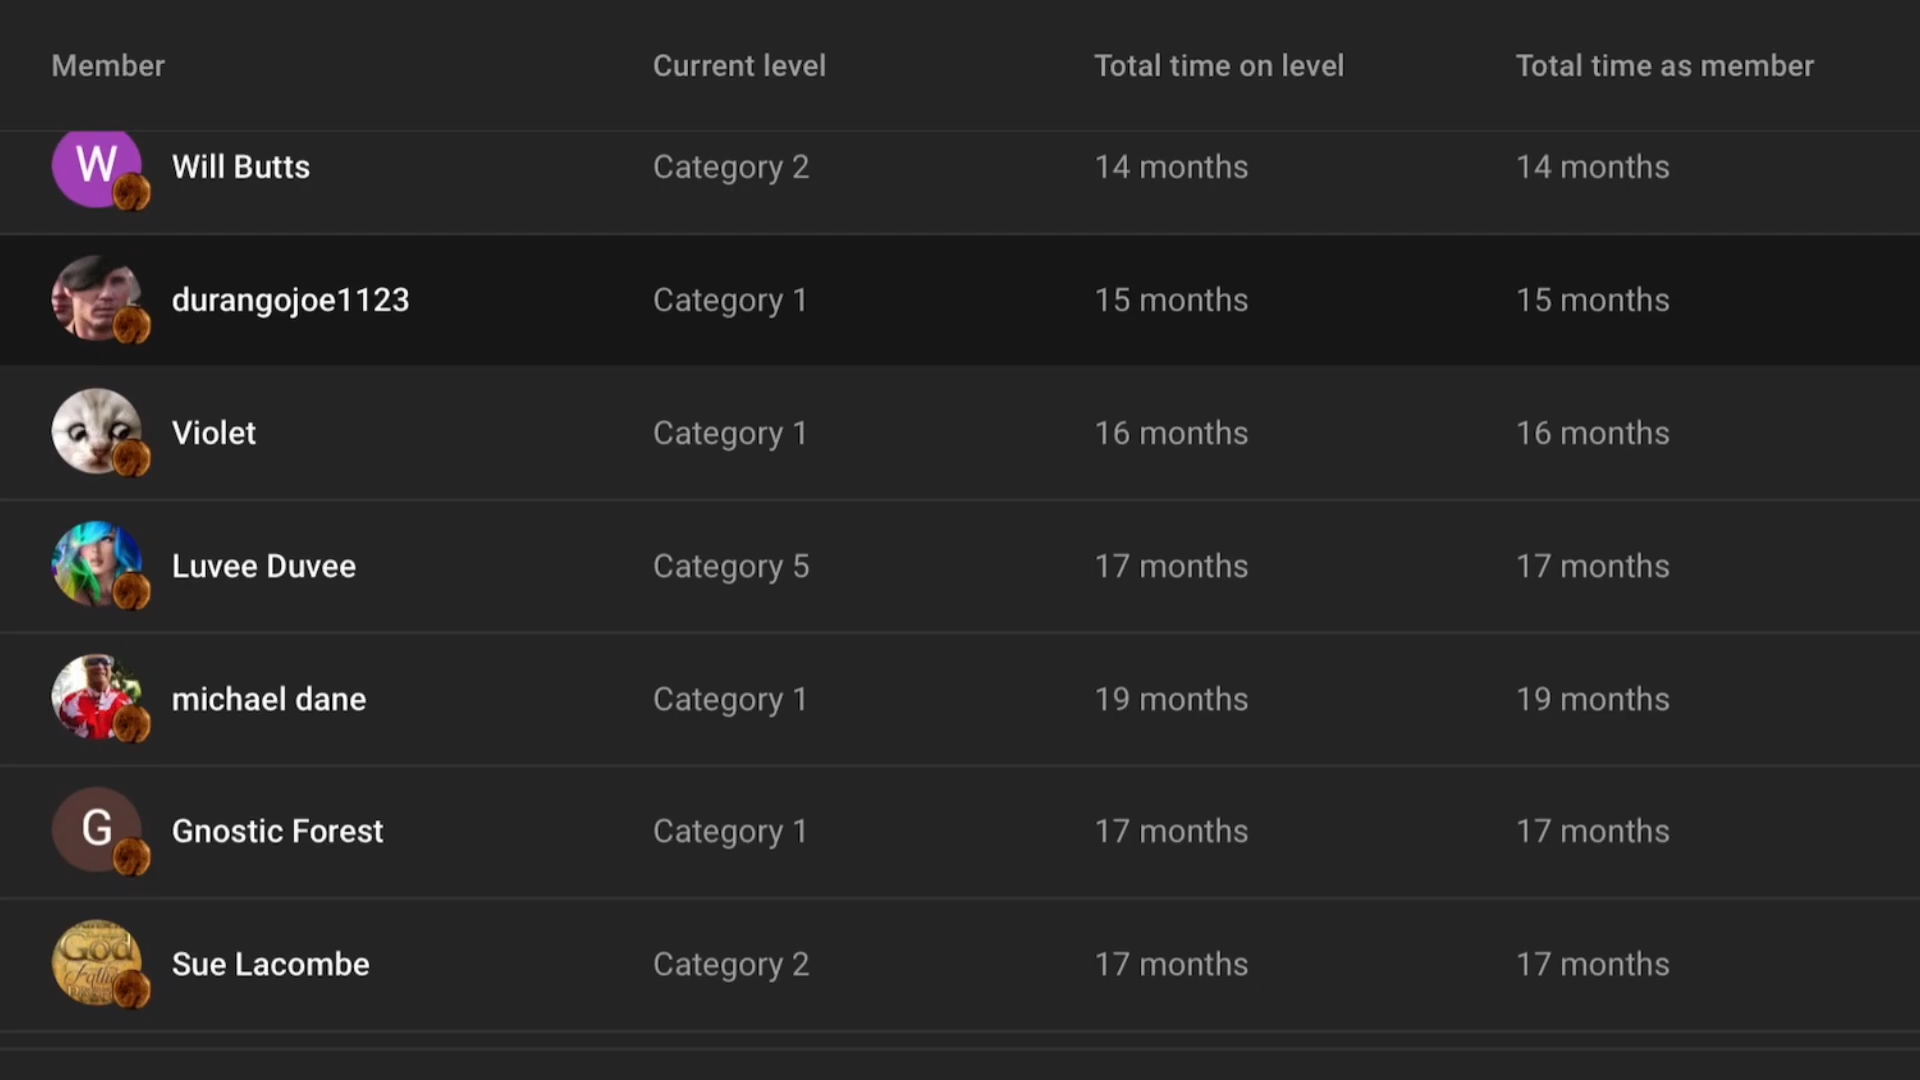 Member Current level Total time on level Total time as member
W Will Butts Category 2 14 months 14 months
durangojoe1123 Category 1 15 months 15 months
Violet Category 1 16 months 16 months
Luvee Duvee Category 5 17 months 17 months
michael dane Category 1 19 months 19 months
G Gnostic Forest Category 1 17 months 17 months
God
Sue Lacombe Category 2 17 months 17 months